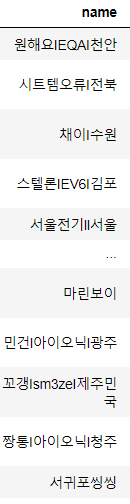 name
원해요IEQAI천안
시트템오류I전북
채이I수원
스텔론IEV6I김포
서울전기II서울
...
마린보이
민건I아이오닉I광주
꼬갱Ism3zeI제주민
국
짱통I아이오닉I청주
서귀포씽씽